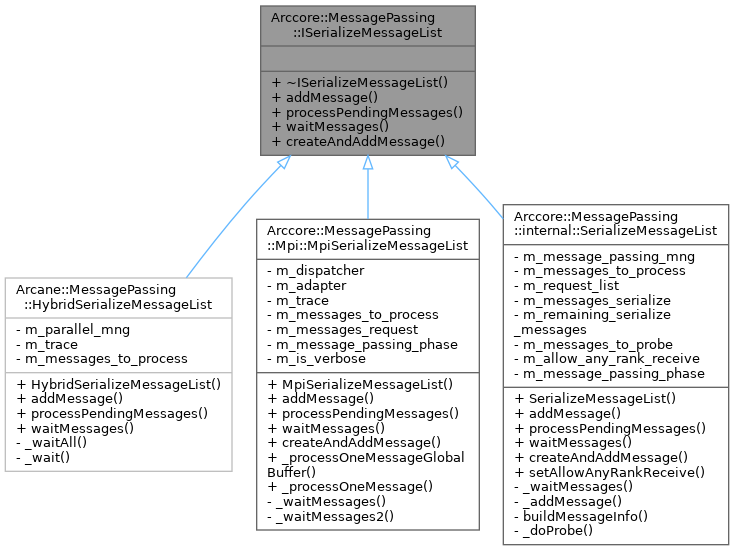 Arccore::MessagePassing
::ISerializeMessageList
+ ~ISerializeMessageList()
+ addMessage()
+ processPendingMessages()
+ waitMessages()
+ createAndAddMessage()
Arcane::MessagePassing
::HybridSerializeMessageList
- m_parallel_mng
- m_trace
- m_messages_to_process
+ HybridSerializeMessageList()
+ addMessage()
+ processPendingMessages()
+ waitMessages()
- _waitAll()
- _wait()
Arccore::MessagePassing
::Mpi::MpiSerializeMessageList
- m_dispatcher
- m_adapter
- m_trace
- m_messages_to_process
- m_messages_request
- m_message_passing_phase
- m_is_verbose
+ MpiSerializeMessageList()
+ addMessage()
+ processPendingMessages()
+ waitMessages()
+ createAndAddMessage()
+ _processOneMessageGlobal
Buffer()
+ _processOneMessage()
- _waitMessages()
- _waitMessages2()
Arccore::MessagePassing
::internal::SerializeMessageList
- m_message_passing_mng
- m_messages_to_process
- m_request_list
- m_messages_serialize
- m_remaining_serialize
_messages
- m_messages_to_probe
- m_allow_any_rank_receive
- m_message_passing_phase
+ SerializeMessageList()
+ addMessage()
+ processPendingMessages()
+ waitMessages()
+ createAndAddMessage()
+ setAllowAnyRankReceive()
- _waitMessages()
- _addMessage()
- buildMessageInfo()
- _doProbe()